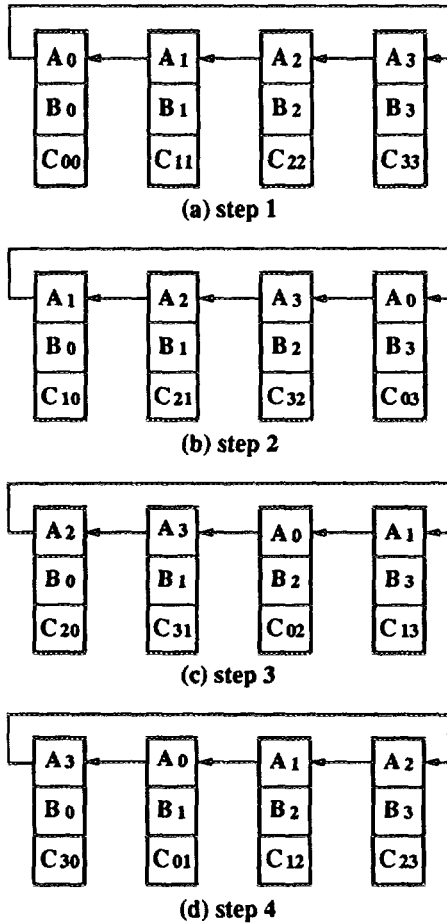 A0 A1 A2 A3
B0 B1 B2 B3
C00 C11 C22 C33
(a) step 1
A1 A2 A3 A0
B0 B1 B2 B3
C10 C21 C32 C03
(b) step 2
A2 A3 A0 A1
B0 B1 B2 B3
C20 C31 C02 C13
(c) step 3
A3 A0 A1 A2
B0 B1 B2 B3
C30 C01 C12 C23
(d) step 4